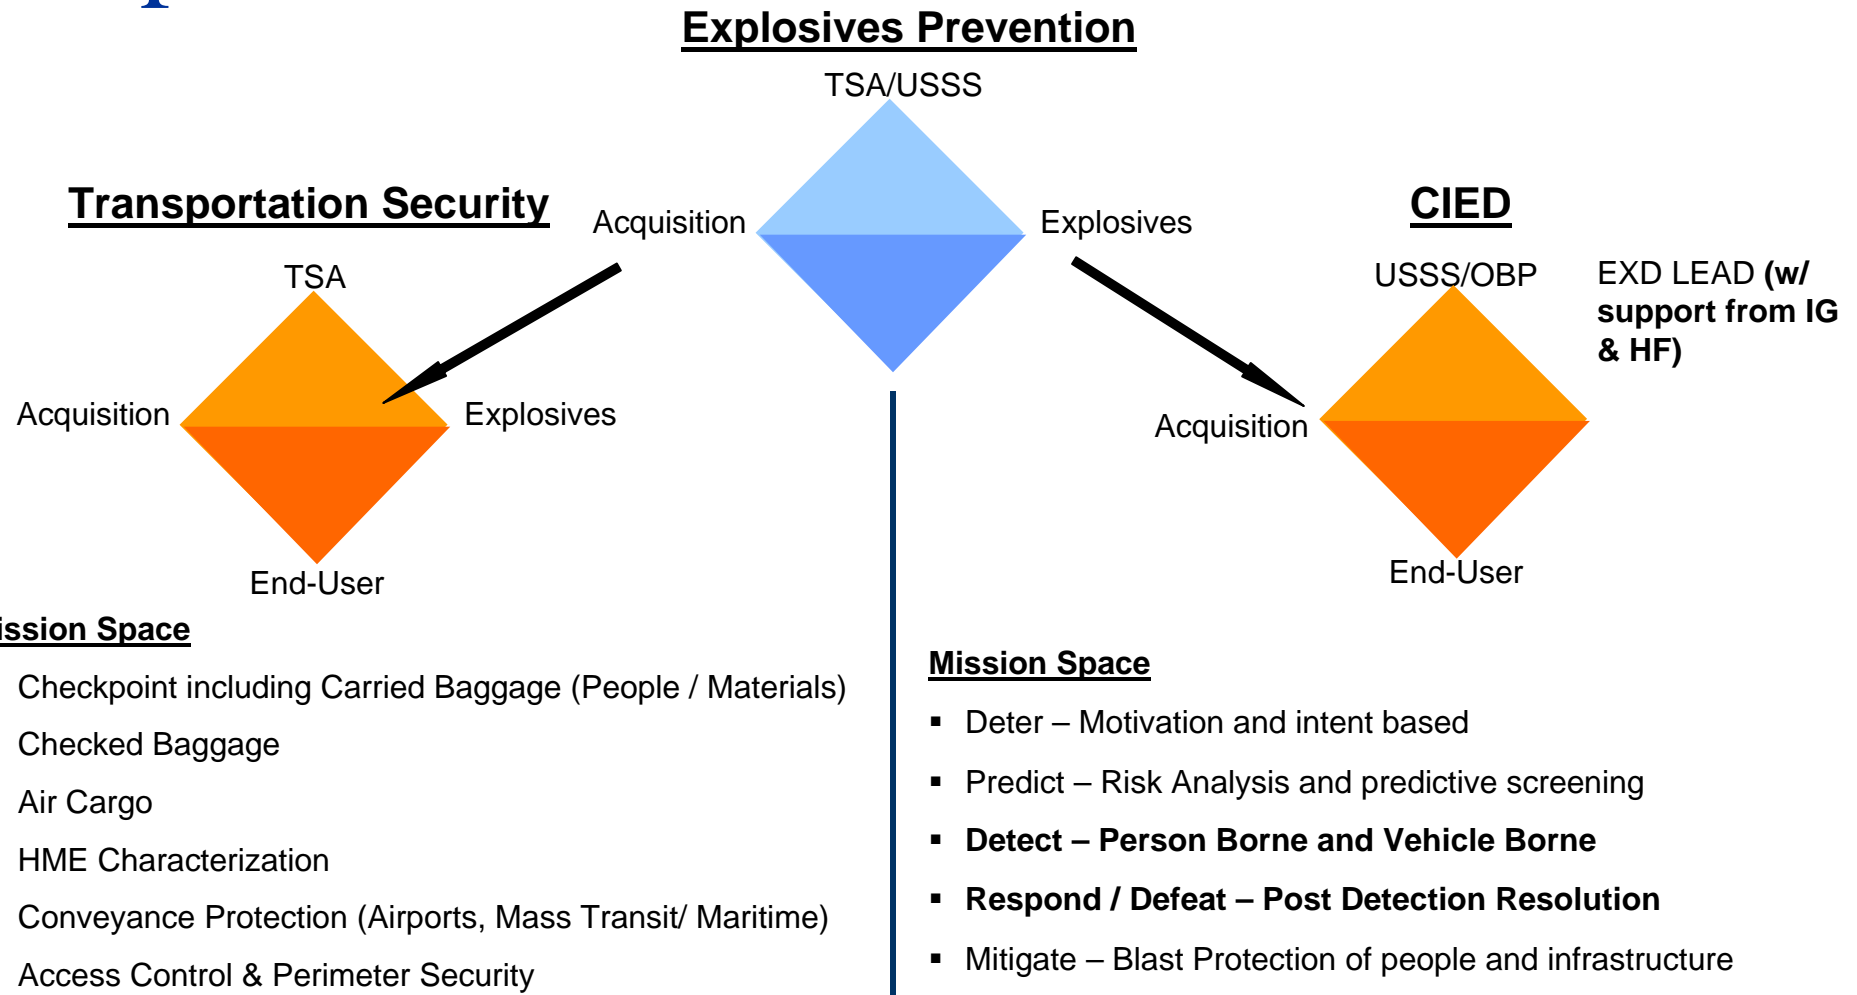 Explosives Prevention
TSA/USSS
Acquisition
Explosives
Transportation Security
TSA
Acquisition
Explosives
End-User
CIED
USSS/OBP
EXD LEAD (w/
support from IG
& HF)
Acquisition
End-User
ission Space
Checkpoint including Carried Baggage (People / Materials)
Checked Baggage
Air Cargo
HME Characterization
Conveyance Protection (Airports, Mass Transit/ Maritime)
Access Control & Perimeter Security
Mission Space
▪ Deter – Motivation and intent based
▪ Predict – Risk Analysis and predictive screening
▪ Detect – Person Borne and Vehicle Borne
▪ Respond / Defeat – Post Detection Resolution
▪ Mitigate – Blast Protection of people and infrastructure